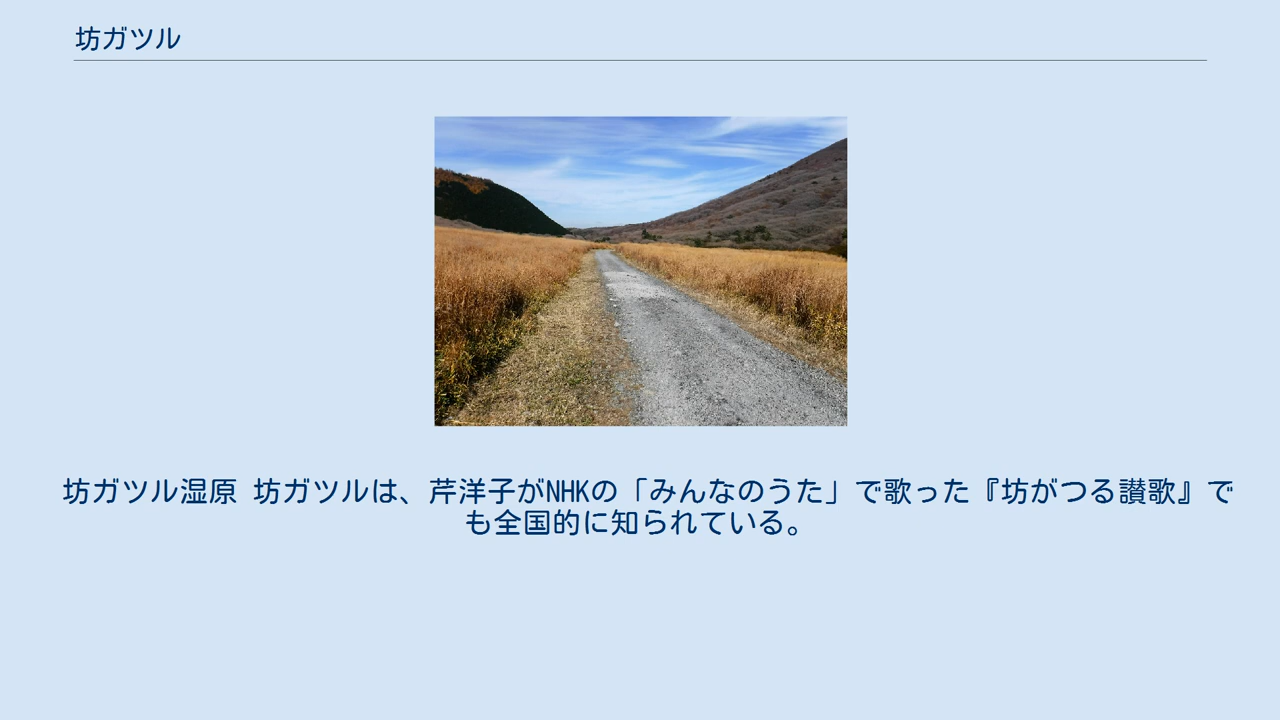 坊ガツル
坊ガツル湿原 坊ガツルは、芹洋子がNHKの「みんなのうた」で歌った『坊がつる讃歌』で
も全国的に知られている。